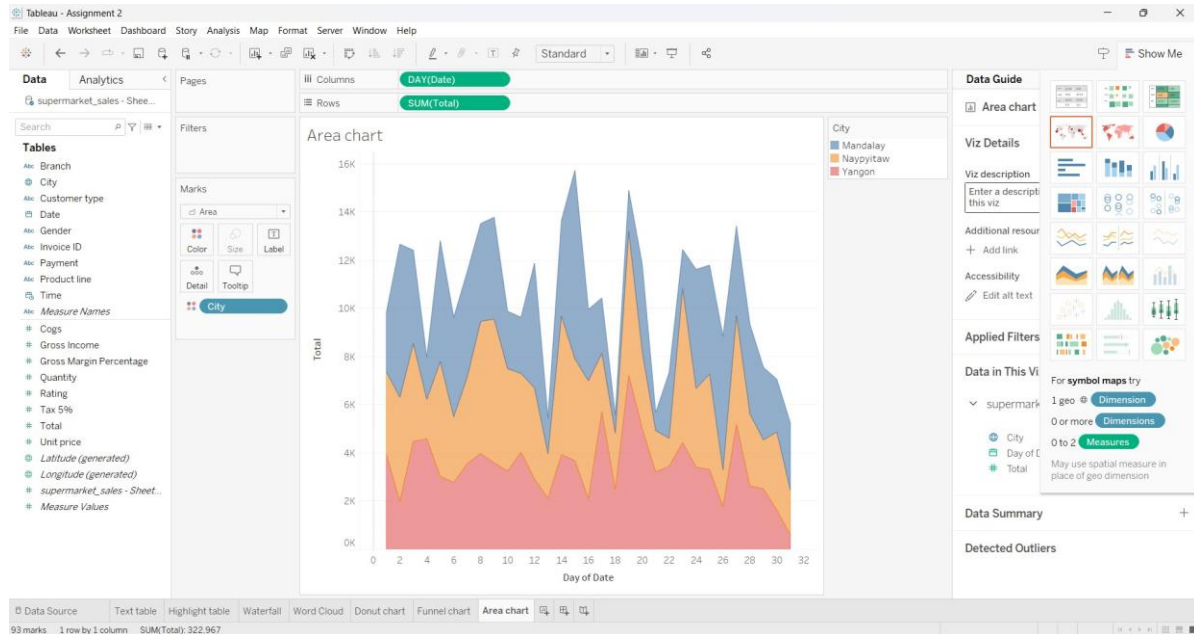 Tableau - Assignment 2
File Data Worksheet Dashboard Story Analysis Map Format Server Window Help
Standard
Show Me
Data Analytics
supermarket_sales - Shee...
Search
Tables
Abc Branch
City
Abc Customer type
Date
Abc Gender
Abc Invoice ID
Abc Payment
Abc Product line
Time
Abc Measure Names
# Cogs
# Gross Income
# Gross Margin Percentage
# Quantity
# Rating
# Tax 5%
# Total
# Unit price
Latitude (generated)
Longitude (generated)
# supermarket_sales - Sheet...
# Measure Values
Pages
Filters
Marks
Area
Color Size Label
Detail Tooltip
City
Columns DAY(Date)
Rows SUM(Total)
Area chart
16K
14K
12K
10K
8K
6K
4K
2K
0K
Total
0 2 4 6 8 10 12 14 16 18 20 22 24 26 28 30 32
Day of Date
City
Mandalay
Naypyitaw
Yangon
Data Guide
Area chart
Viz Details
Viz description
Enter a descripti
this viz
Additional resour
+ Add link
Accessibility
Edit alt text
Applied Filters
Data in This Vi
supermark
City
Day of D
# Total
Data Summary +
Detected Outliers
For symbol maps try
1 geo Dimension
0 or more Dimensions
0 to 2 Measures
May use spatial measure in
place of geo dimension
Data Source Text table Highlight table Waterfall Word Cloud Donut chart Funnel chart Area chart
93 marks 1 row by 1 column SUM(Total): 322,967